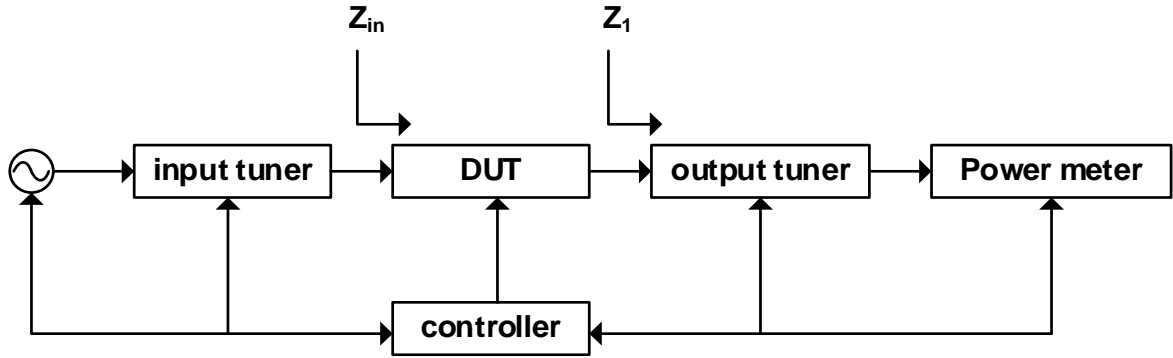 Zin
Z1
input tuner
DUT
output tuner
Power meter
controller